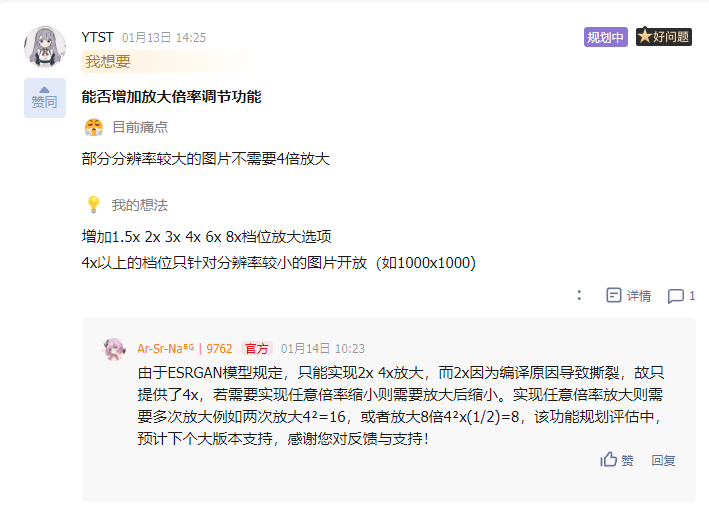 YTST 01月13日 14:25
规划中 好问题
我想要
赞同
能否增加放大倍率调节功能
目前痛点
部分分辨率较大的图片不需要4倍放大
我的想法
增加1.5x 2x 3x 4x 6x 8x档位放大选项
4x以上的档位只针对分辨率较小的图片开放（如1000x1000)
详情 1
Ar-Sr-Na⁵ᴳ | 9762 官方 01月14日 10:23
由于ESRGAN模型规定，只能实现2x 4x放大，而2x因为编译原因导致撕裂，故只
提供了4x，若需要实现任意倍率缩小则需要放大后缩小。实现任意倍率放大则需
要多次放大例如两次放大4²=16，或者放大8倍4²x(1/2)=8，该功能规划评估中，
预计下个大版本支持，感谢您对反馈与支持！
赞 回复